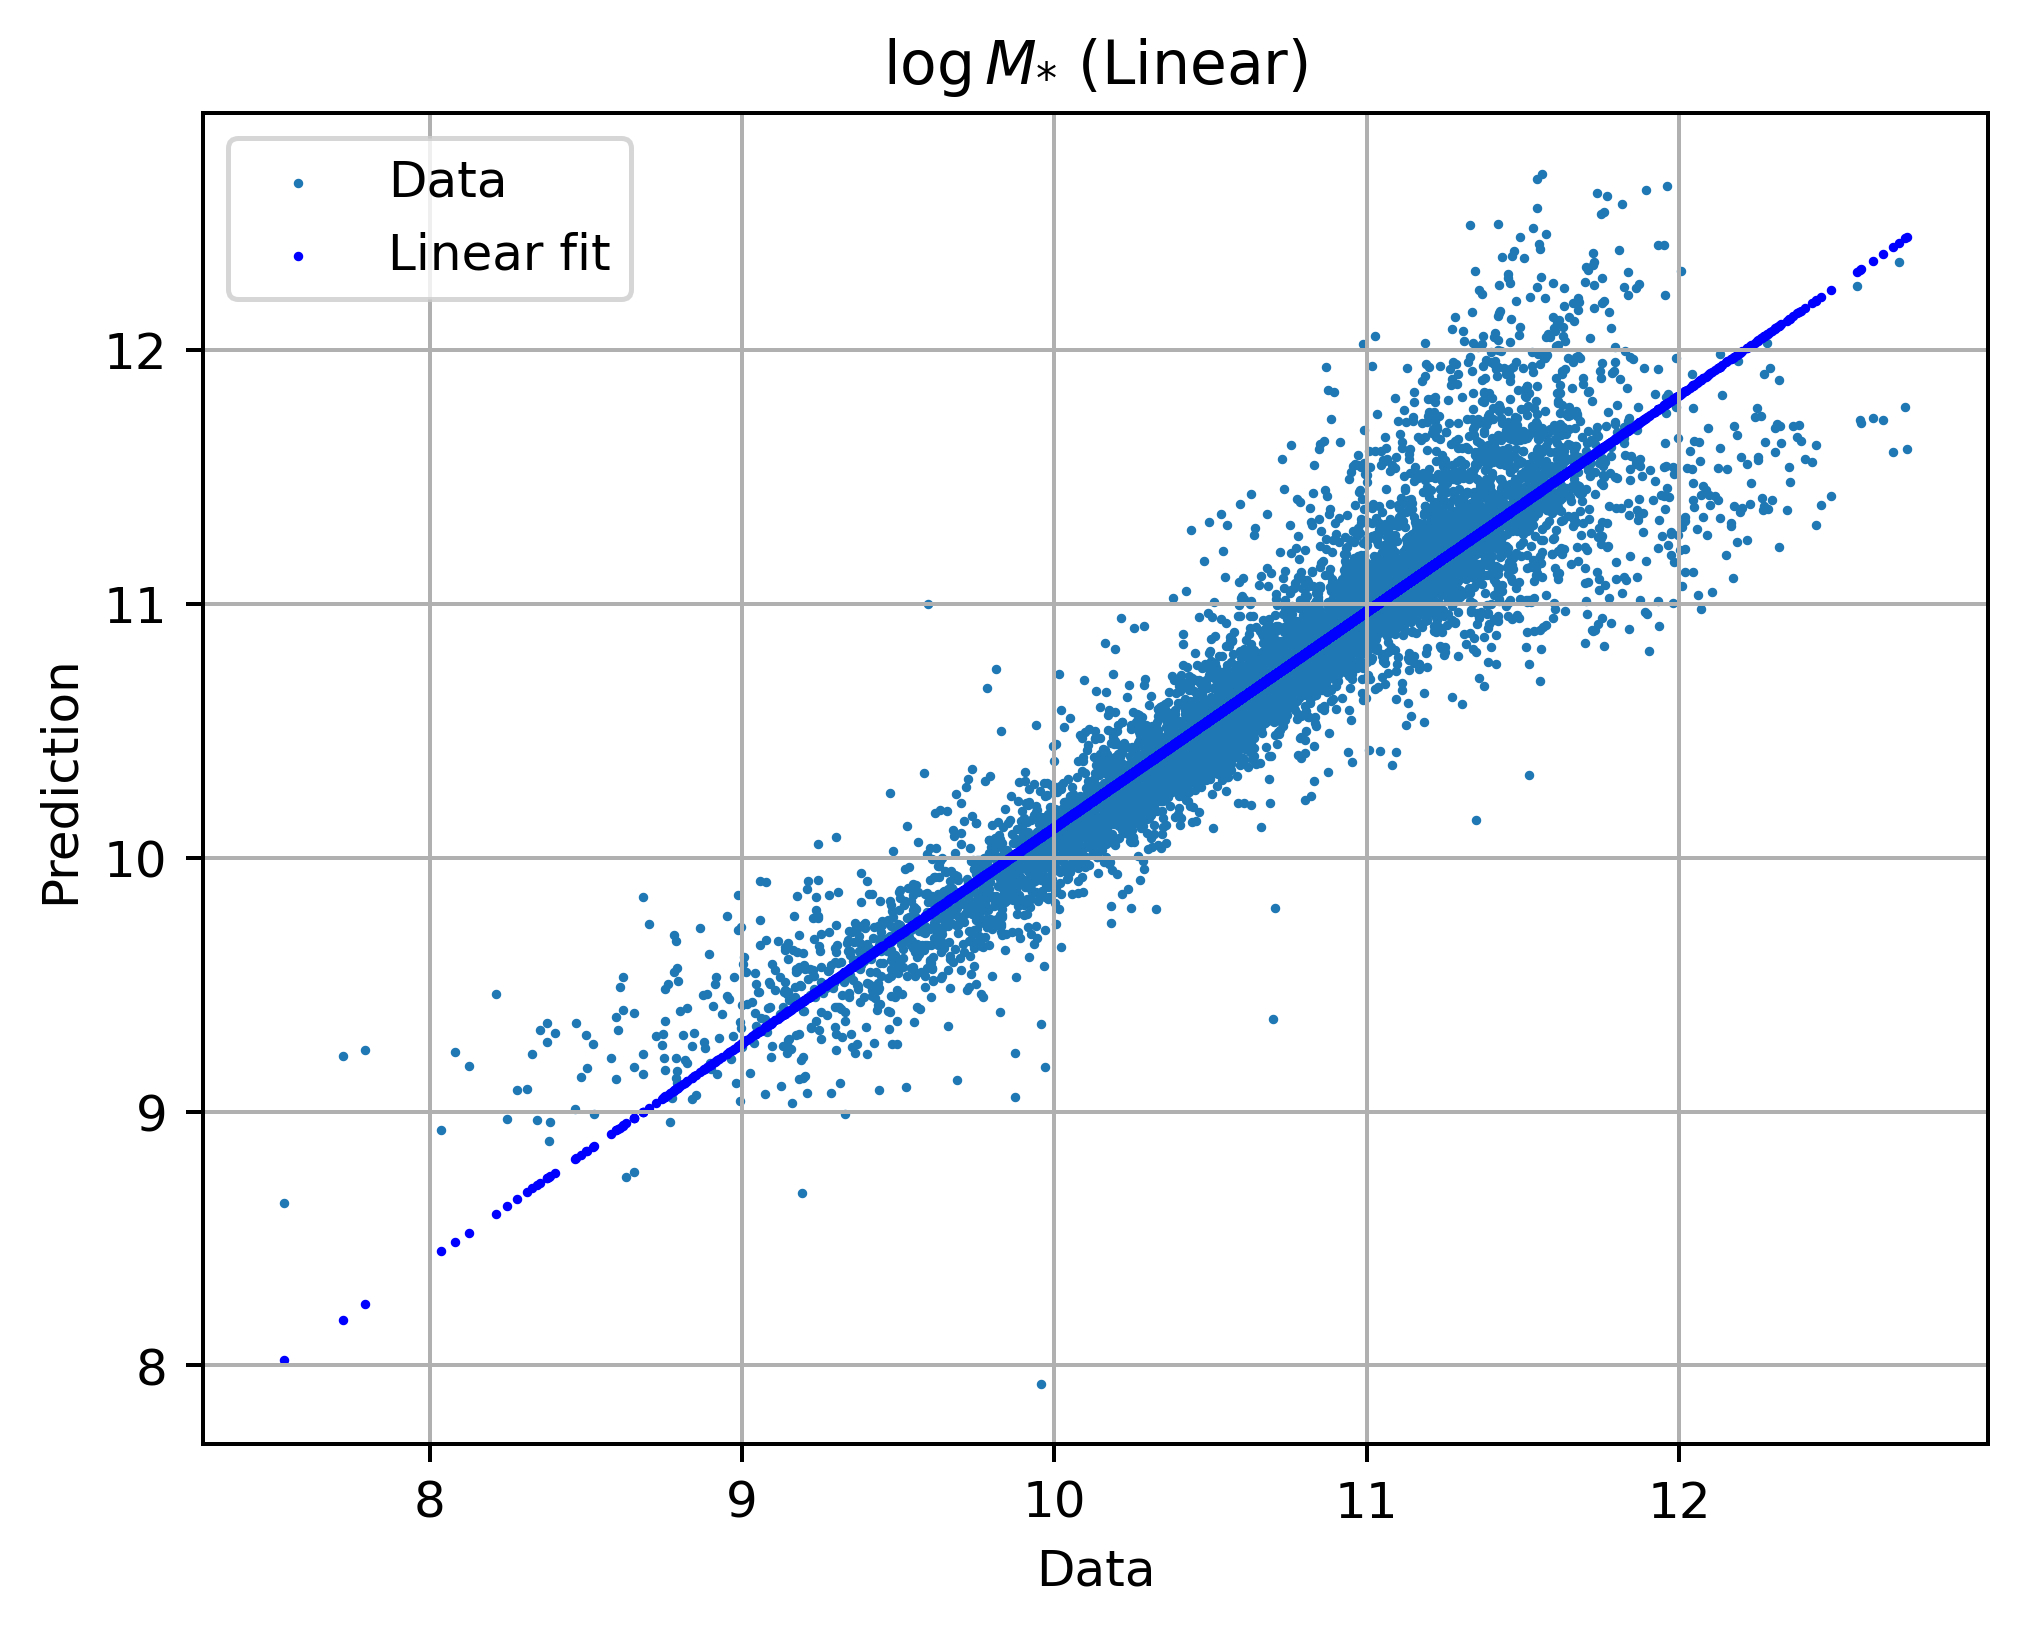 log M* (Linear)
Data
Linear fit
12
11
10
9
8
Prediction
8 9 10 11 12
Data